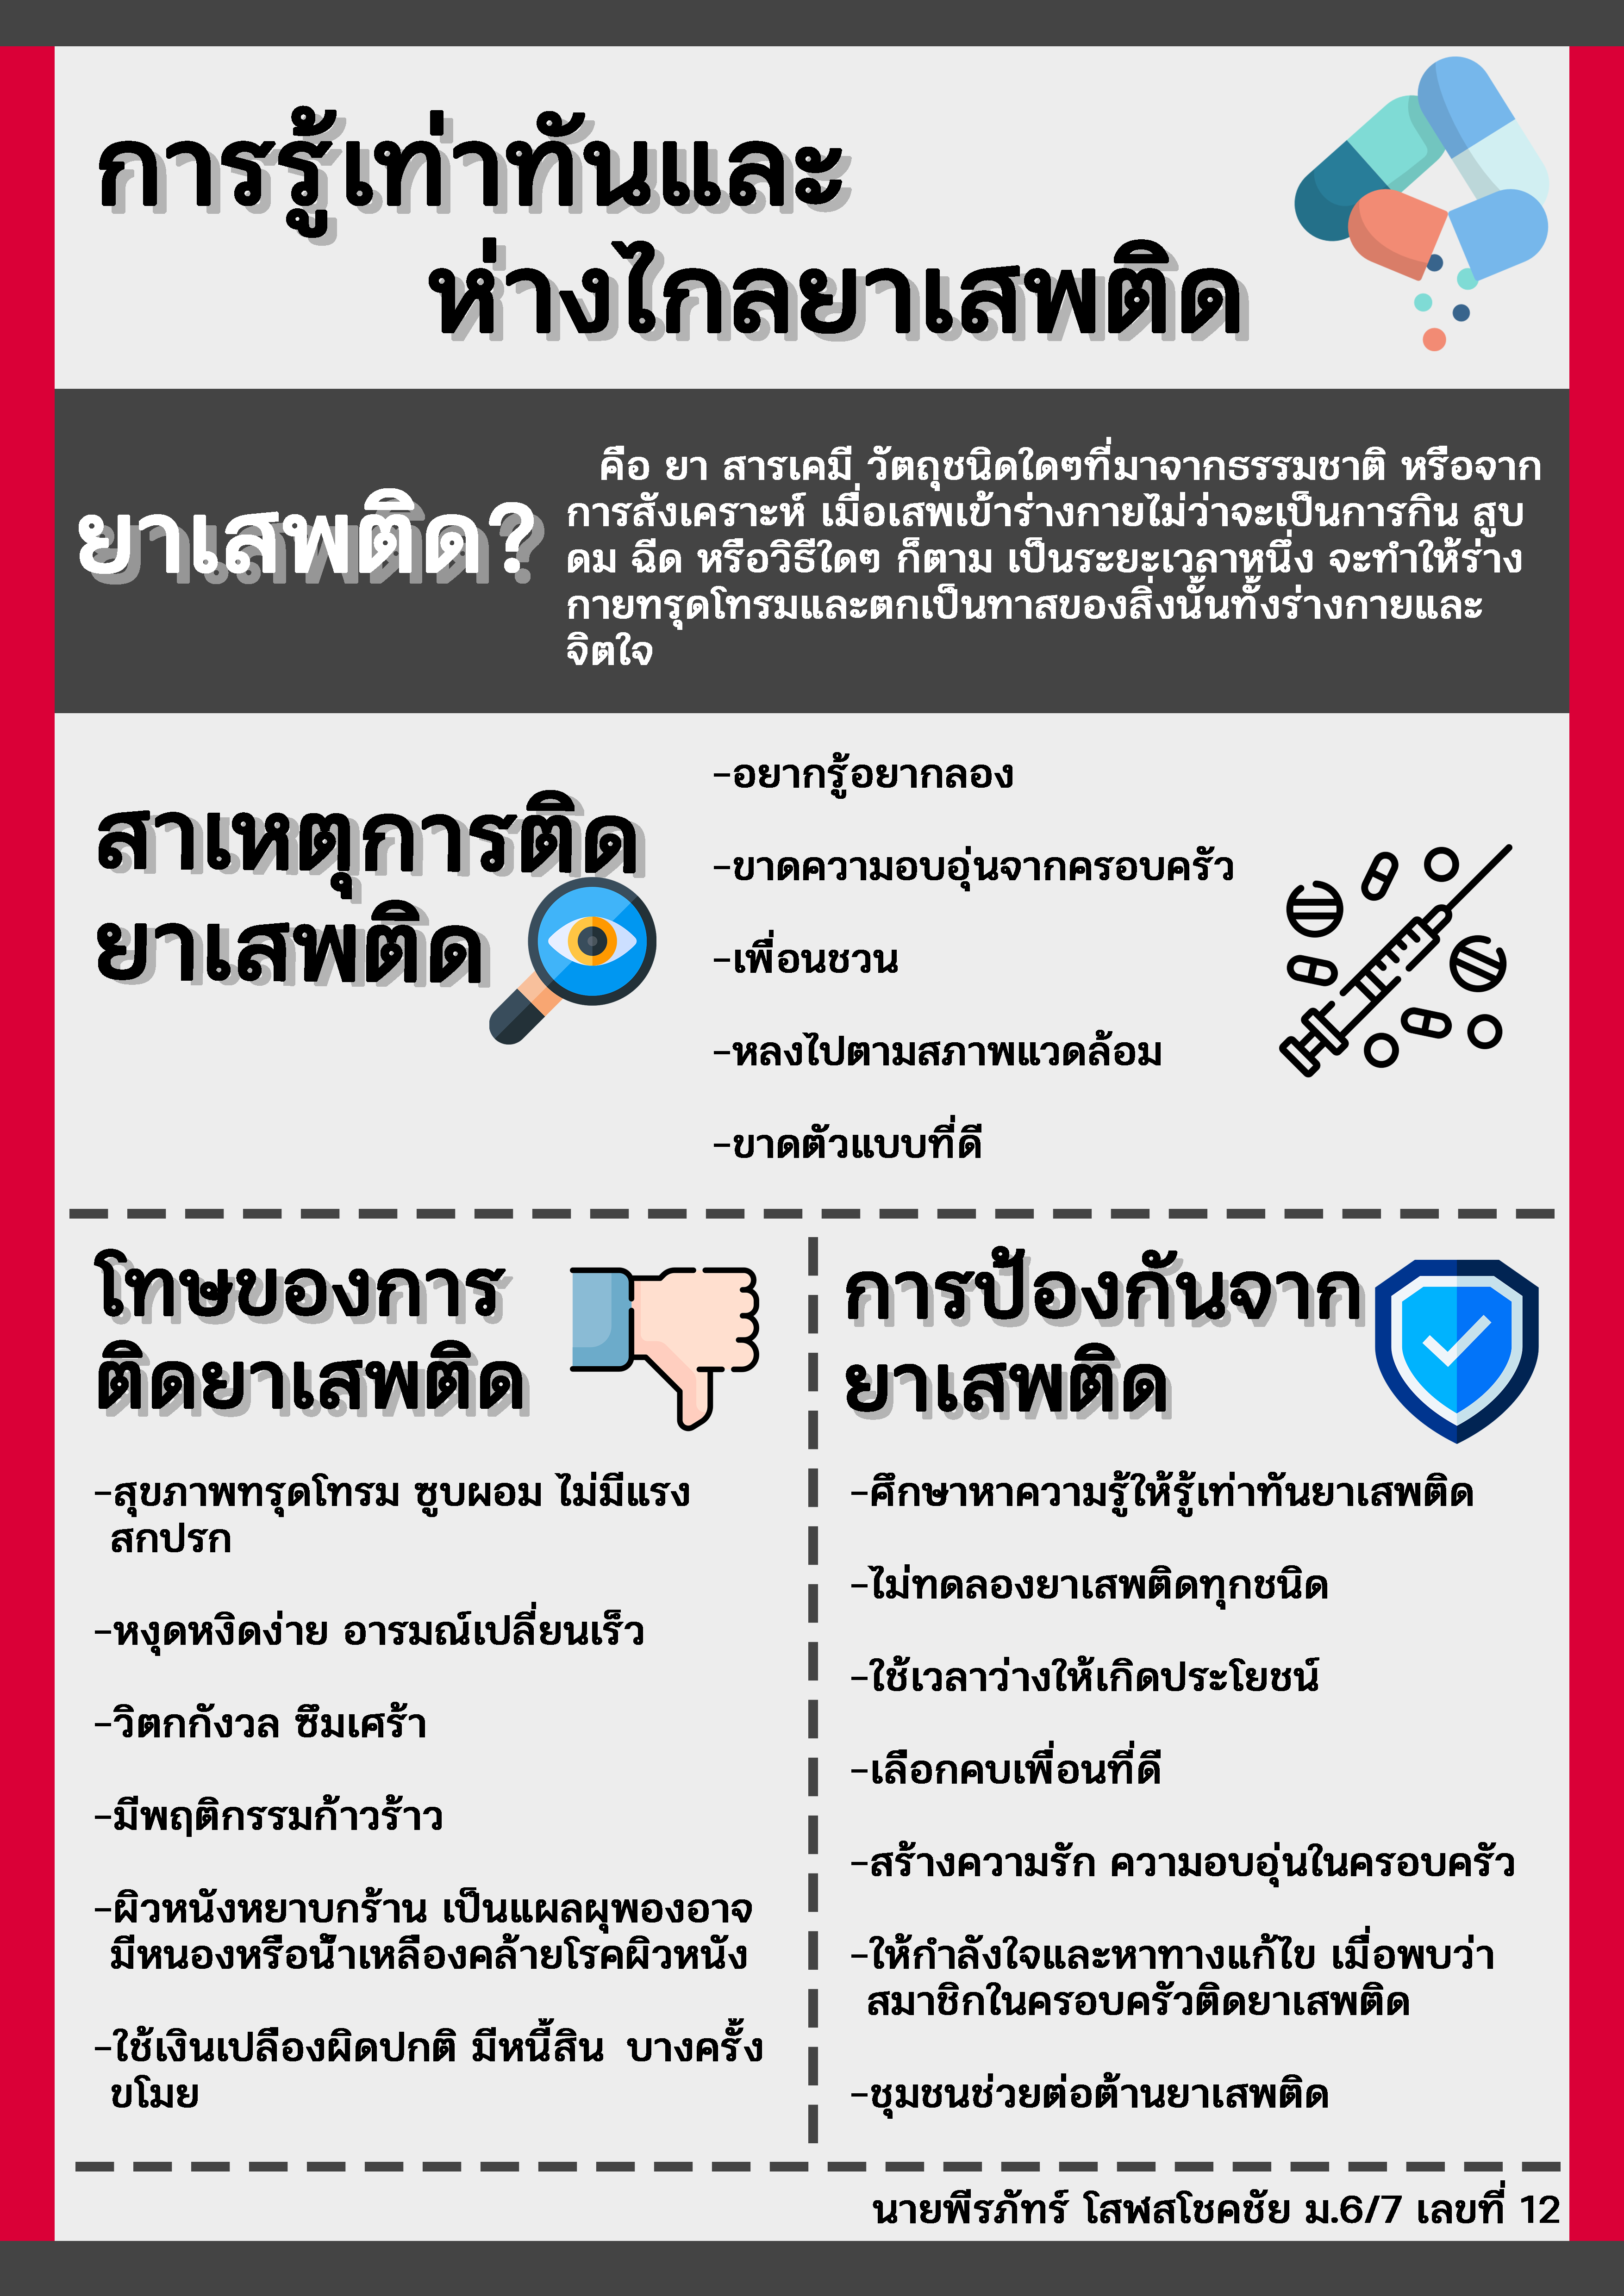 การรู้เท่าทันและ
ห่างไกลยาเสพติด
ยาเสพติด?
คือ ยา สารเคมี วัตถุชนิดใดๆที่มาจากธรรมชาติ หรือจาก
การสังเคราะห์ เมื่อเสพเข้าร่างกายไม่ว่าจะเป็นการกิน สูบ
ดม ฉีด หรือวิธีใดๆ ก็ตาม เป็นระยะเวลาหนึ่ง จะทำให้ร่าง
กายทรุดโทรมและตกเป็นทาสของสิ่งนั้นทั้งร่างกายและ
จิตใจ
สาเหตุการติด
ยาเสพติด
-อยากรู้อยากลอง
-ขาดความอบอุ่นจากครอบครัว
-เพื่อนชวน
-หลงไปตามสภาพแวดล้อม
-ขาดตัวแบบที่ดี
โทษของการ
ติดยาเสพติด
-สุขภาพทรุดโทรม ซูบผอม ไม่มีแรง
สกปรก
-หงุดหงิดง่าย อารมณ์เปลี่ยนเร็ว
-วิตกกังวล ซึมเศร้า
-มีพฤติกรรมก้าวร้าว
-ผิวหนังหยาบกร้าน เป็นแผลผุพองอาจ
มีหนองหรือน้ำเหลืองคล้ายโรคผิวหนัง
-ใช้เงินเปลืองผิดปกติ มีหนี้สิน บางครั้ง
ขโมย
การป้องกันจาก
ยาเสพติด
-ศึกษาหาความรู้ให้รู้เท่าทันยาเสพติด
-ไม่ทดลองยาเสพติดทุกชนิด
-ใช้เวลาว่างให้เกิดประโยชน์
-เลือกคบเพื่อนที่ดี
-สร้างความรัก ความอบอุ่นในครอบครัว
-ให้กำลังใจและหาทางแก้ไข เมื่อพบว่า
สมาชิกในครอบครัวติดยาเสพติด
-ชุมชนช่วยต่อต้านยาเสพติด
นายพีรภัทร์ โสฬสโชคชัย ม.6/7 เลขที่ 12